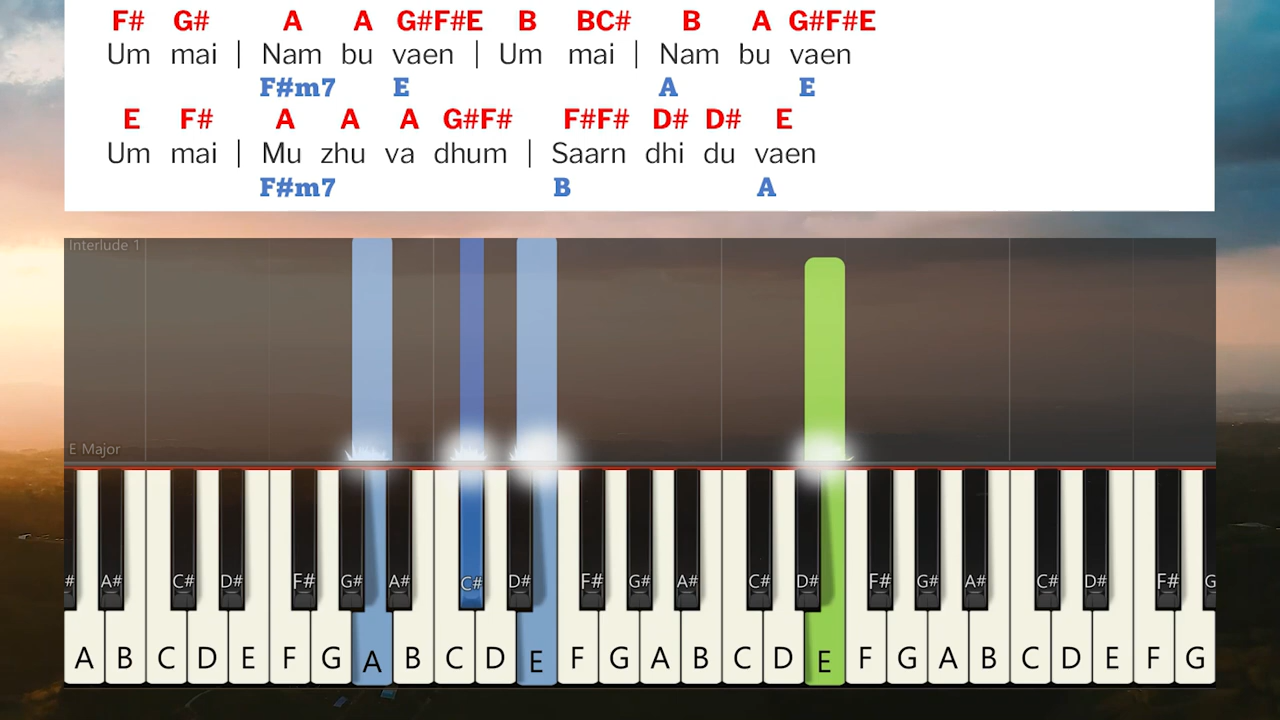 F# G# A A G#F#E B BC# B A G#F#E
Um mai | Nam bu vaen | Um mai | Nam bu vaen
F#m7 E A E
E F# A A A G#F# F#F# D# D# E
Um mai | Mu zhu va dhum | Saarn dhi du vaen
F#m7 B A
Interlude 1
E Major
# A# C# D# F# G# A# C# D# F# G# A# C# D# F# G# A# C# D# F# G
A B C D E F G A B C D E F G A B C D E F G A B C D E F G